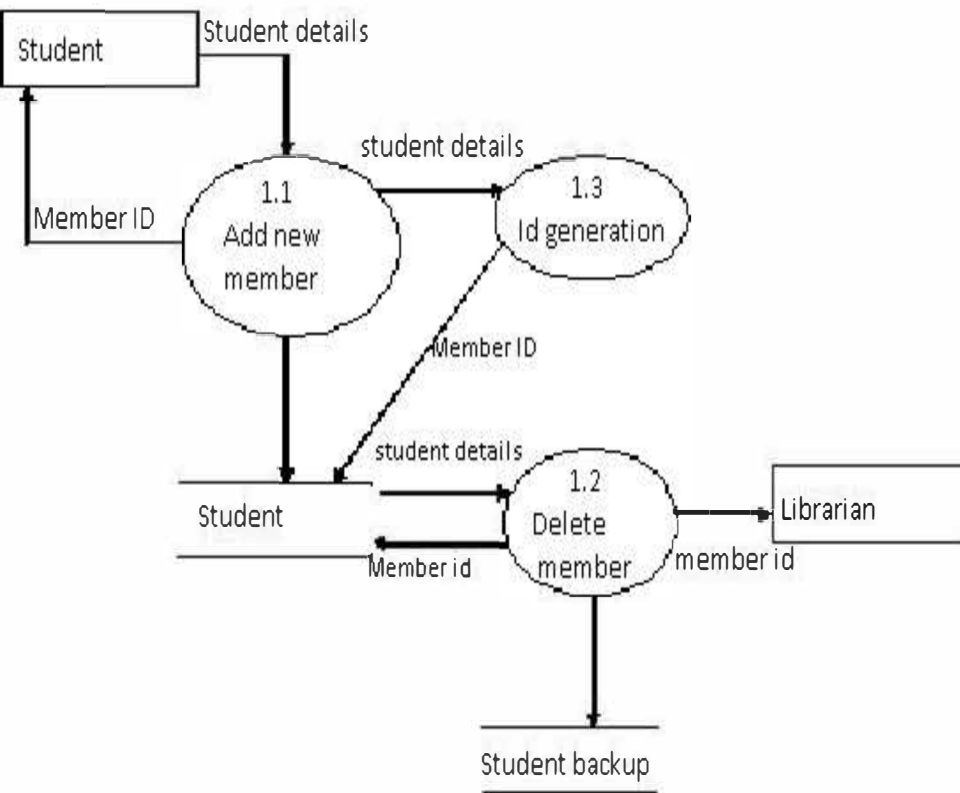 Student
Student details
student details
1.1
Add new
member
1.3
Id generation
Member ID
Member ID
student details
Student
1.2
Delete
member
Librarian
Member id
member id
Student backup